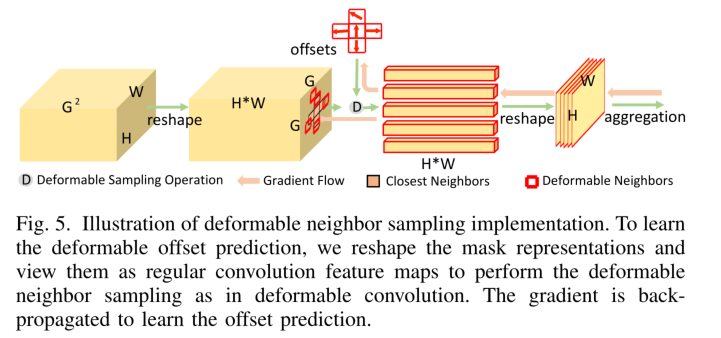 offsets
G² W H
reshape
H*W G G
D
H*W
reshape
W H
aggregation
D Deformable Sampling Operation Gradient Flow Closest Neighbors Deformable Neighbors
Fig. 5. Illustration of deformable neighbor sampling implementation. To learn
the deformable offset prediction, we reshape the mask representations and
view them as regular convolution feature maps to perform the deformable
neighbor sampling as in deformable convolution. The gradient is back-
propagated to learn the offset prediction.